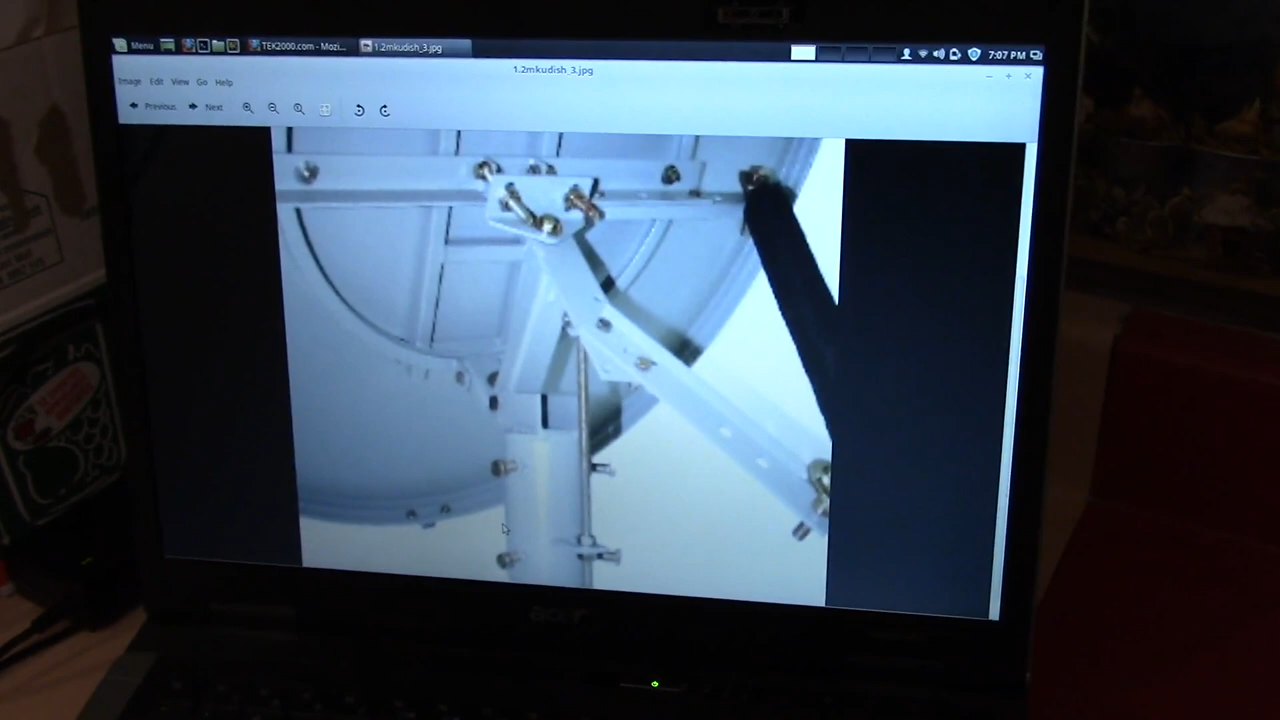 Menu
TEK2000.com - Mozi...
1.2mkudish_3.jpg
7:07 PM
1.2mkudish_3.jpg
Image Edit View Go Help
Previous Next
acer